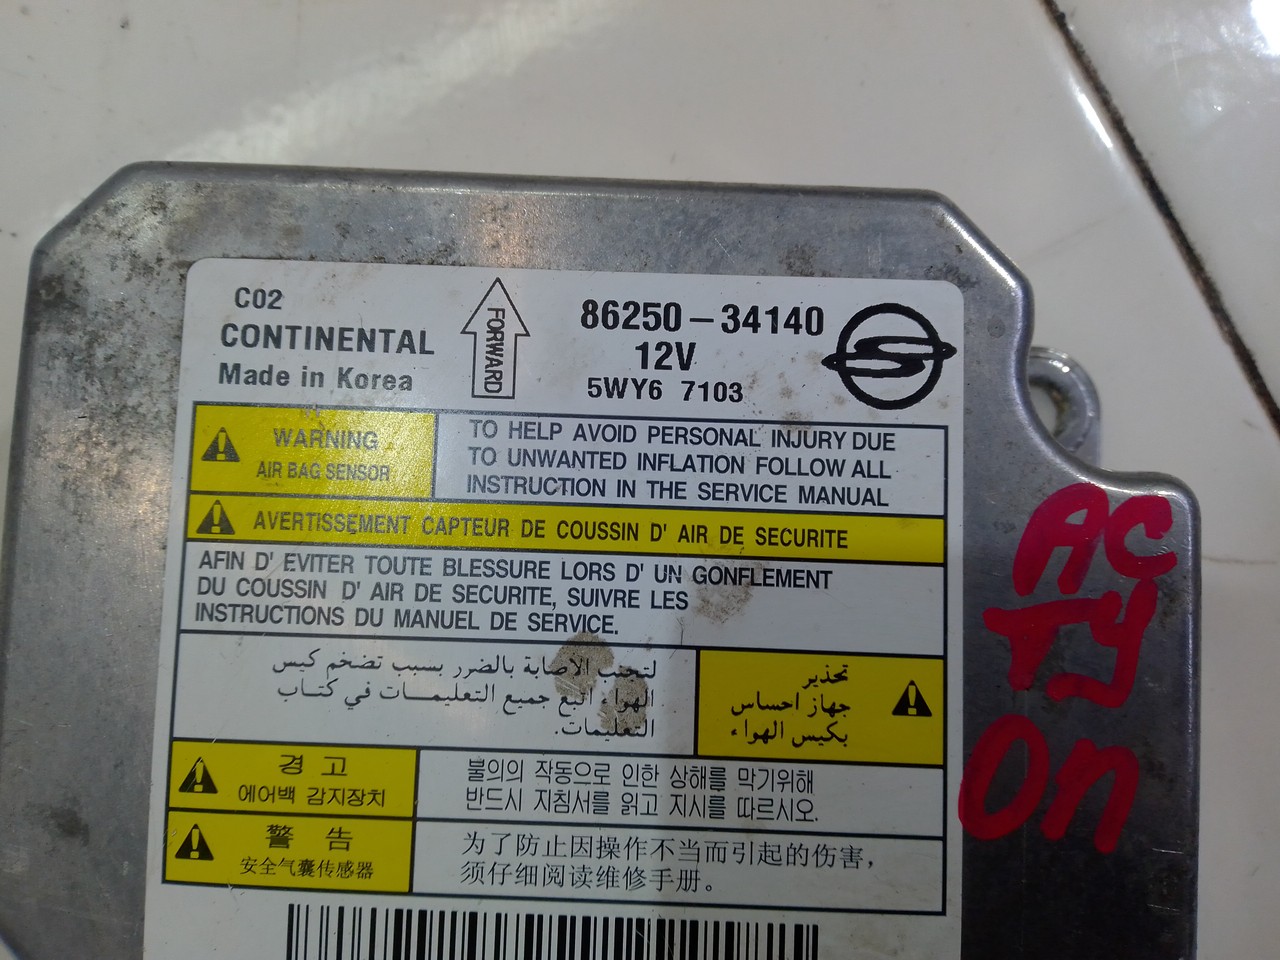 C02
CONTINENTAL
Made in Korea
FORWARD
86250-34140
12V
5WY6 7103
WARNING
AIR BAG SENSOR
TO HELP AVOID PERSONAL INJURY DUE
TO UNWANTED INFLATION FOLLOW ALL
INSTRUCTION IN THE SERVICE MANUAL
AVERTISSEMENT CAPTEUR DE COUSSIN D' AIR DE SECURITE
AFIN D' EVITER TOUTE BLESSURE LORS D' UN GONFLEMENT
DU COUSSIN D' AIR DE SECURITE, SUIVRE LES
INSTRUCTIONS DU MANUEL DE SERVICE.
تحذير
جهاز احساس
بكيس الهواء
لتجنب الاصابة بالضرر بسبب تضخم كيس
الهواء اتبع جميع التعليمات في كتاب
التعليمات.
경 고
에어백 감지장치
불의의 작동으로 인한 상해를 막기위해
반드시 지침서를 읽고 지시를 따르시오.
警 告
安全气囊传感器
为了防止因操作不当而引起的伤害，
须仔细阅读维修手册。
AC
TY
ON